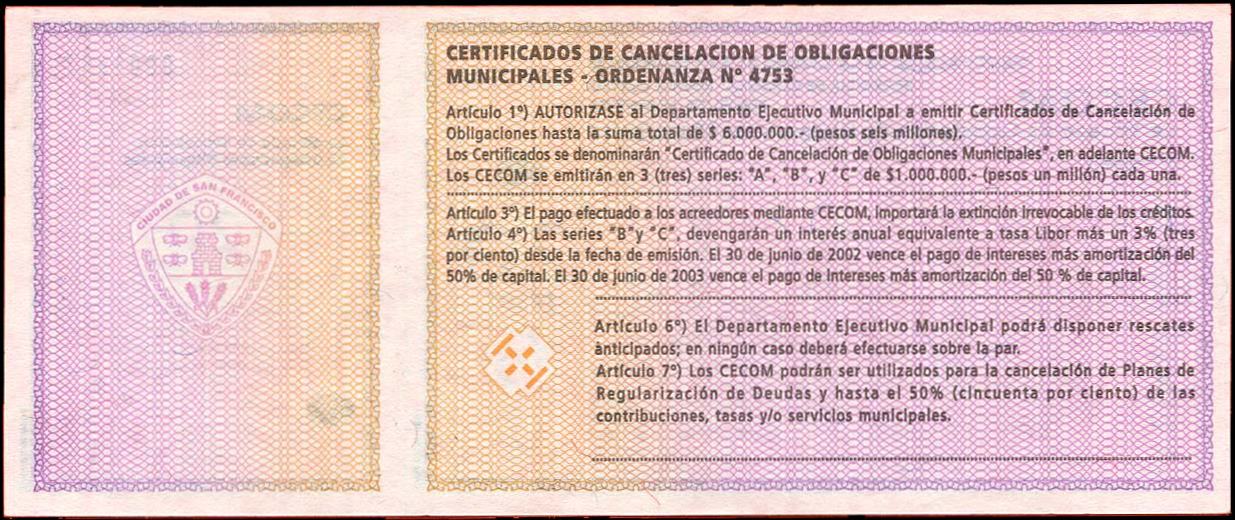 CIUDAD DE SAN FRANCISCO
CERTIFICADOS DE CANCELACION DE OBLIGACIONES
MUNICIPALES - ORDENANZA N° 4753
Artículo 1°) AUTORIZASE al Departamento Ejecutivo Municipal a emitir Certificados de Cancelación de
Obligaciones hasta la suma total de $ 6.000.000.- (pesos seis millones).
Los Certificados se denominarán "Certificado de Cancelación de Obligaciones Municipales", en adelante CECOM.
Los CECOM se emitirán en 3 (tres) series: "A", "B", y "C" de $1.000.000.- (pesos un millón) cada una.
Artículo 3°) El pago efectuado a los acreedores mediante CECOM, importará la extinción irrevocable de los créditos.
Artículo 4°) Las series "B"y "C", devengarán un interés anual equivalente a tasa Libor más un 3% (tres
por ciento) desde la fecha de emisión. El 30 de junio de 2002 vence el pago de intereses más amortización del
50% de capital. El 30 de junio de 2003 vence el pago de intereses más amortización del 50 % de capital.
Artículo 6°) El Departamento Ejecutivo Municipal podrá disponer rescates
anticipados; en ningún caso deberá efectuarse sobre la par.
Artículo 7°) Los CECOM podrán ser utilizados para la cancelación de Planes de
Regularización de Deudas y hasta el 50% (cincuenta por ciento) de las
contribuciones, tasas y/o servicios municipales.